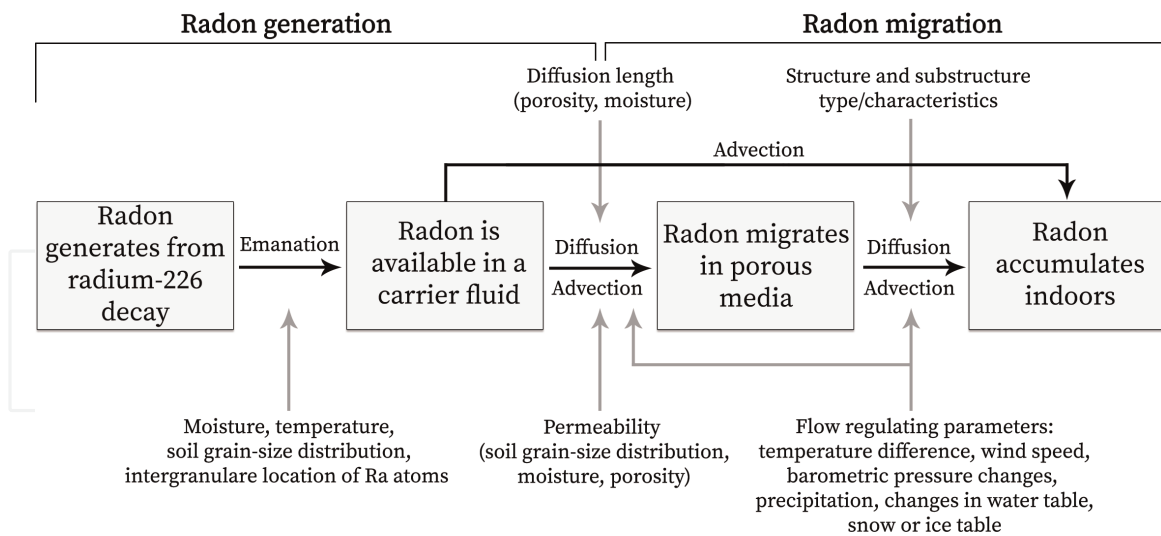 Radon generation
Radon migration
Diffusion length
(porosity, moisture)
Structure and substructure
type/characteristics
Advection
Radon
generates from
radium-226
decay
Emanation
Radon is
available in a
carrier fluid
Diffusion
Advection
Radon migrates
in porous
media
Diffusion
Advection
Radon
accumulates
indoors
Moisture, temperature,
soil grain-size distribution,
intergranulare location of Ra atoms
Permeability
(soil grain-size distribution,
moisture, porosity)
Flow regulating parameters:
temperature difference, wind speed,
barometric pressure changes,
precipitation, changes in water table,
snow or ice table